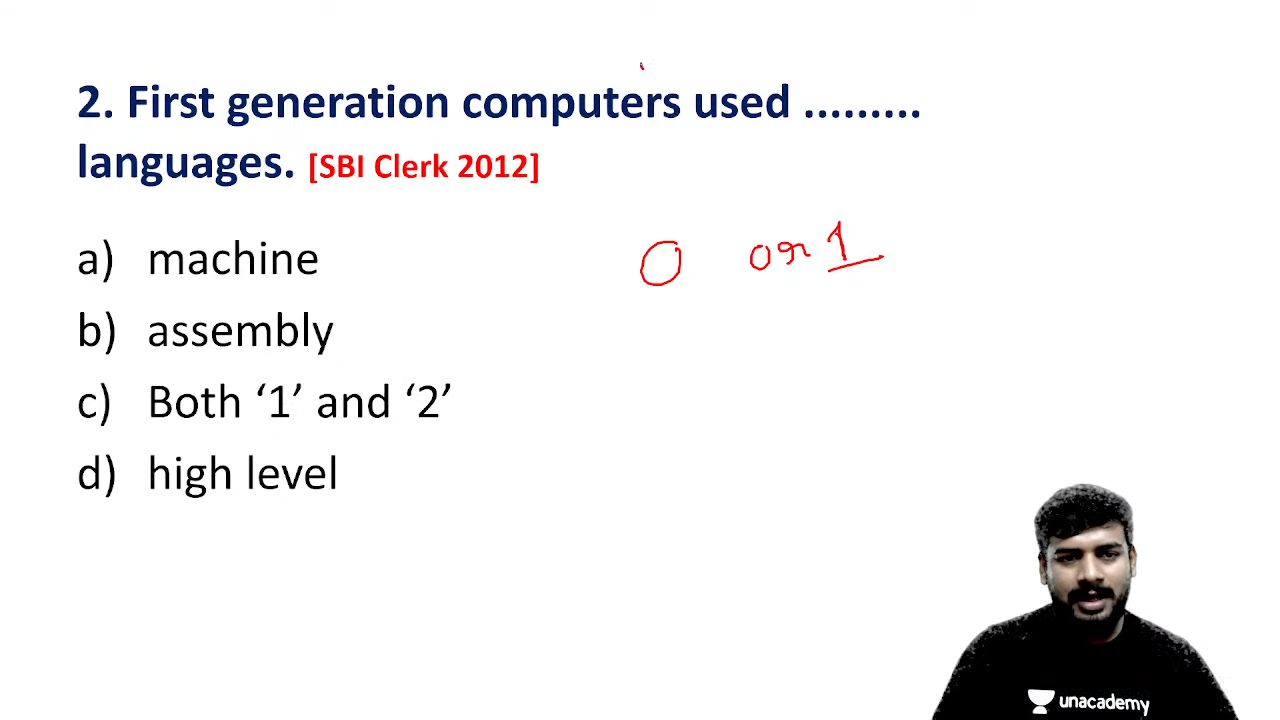 2. First generation computers used .........
languages. [SBI Clerk 2012]
a) machine
0 or 1
b) assembly
c) Both ‘1’ and ‘2’
d) high level
unacademy